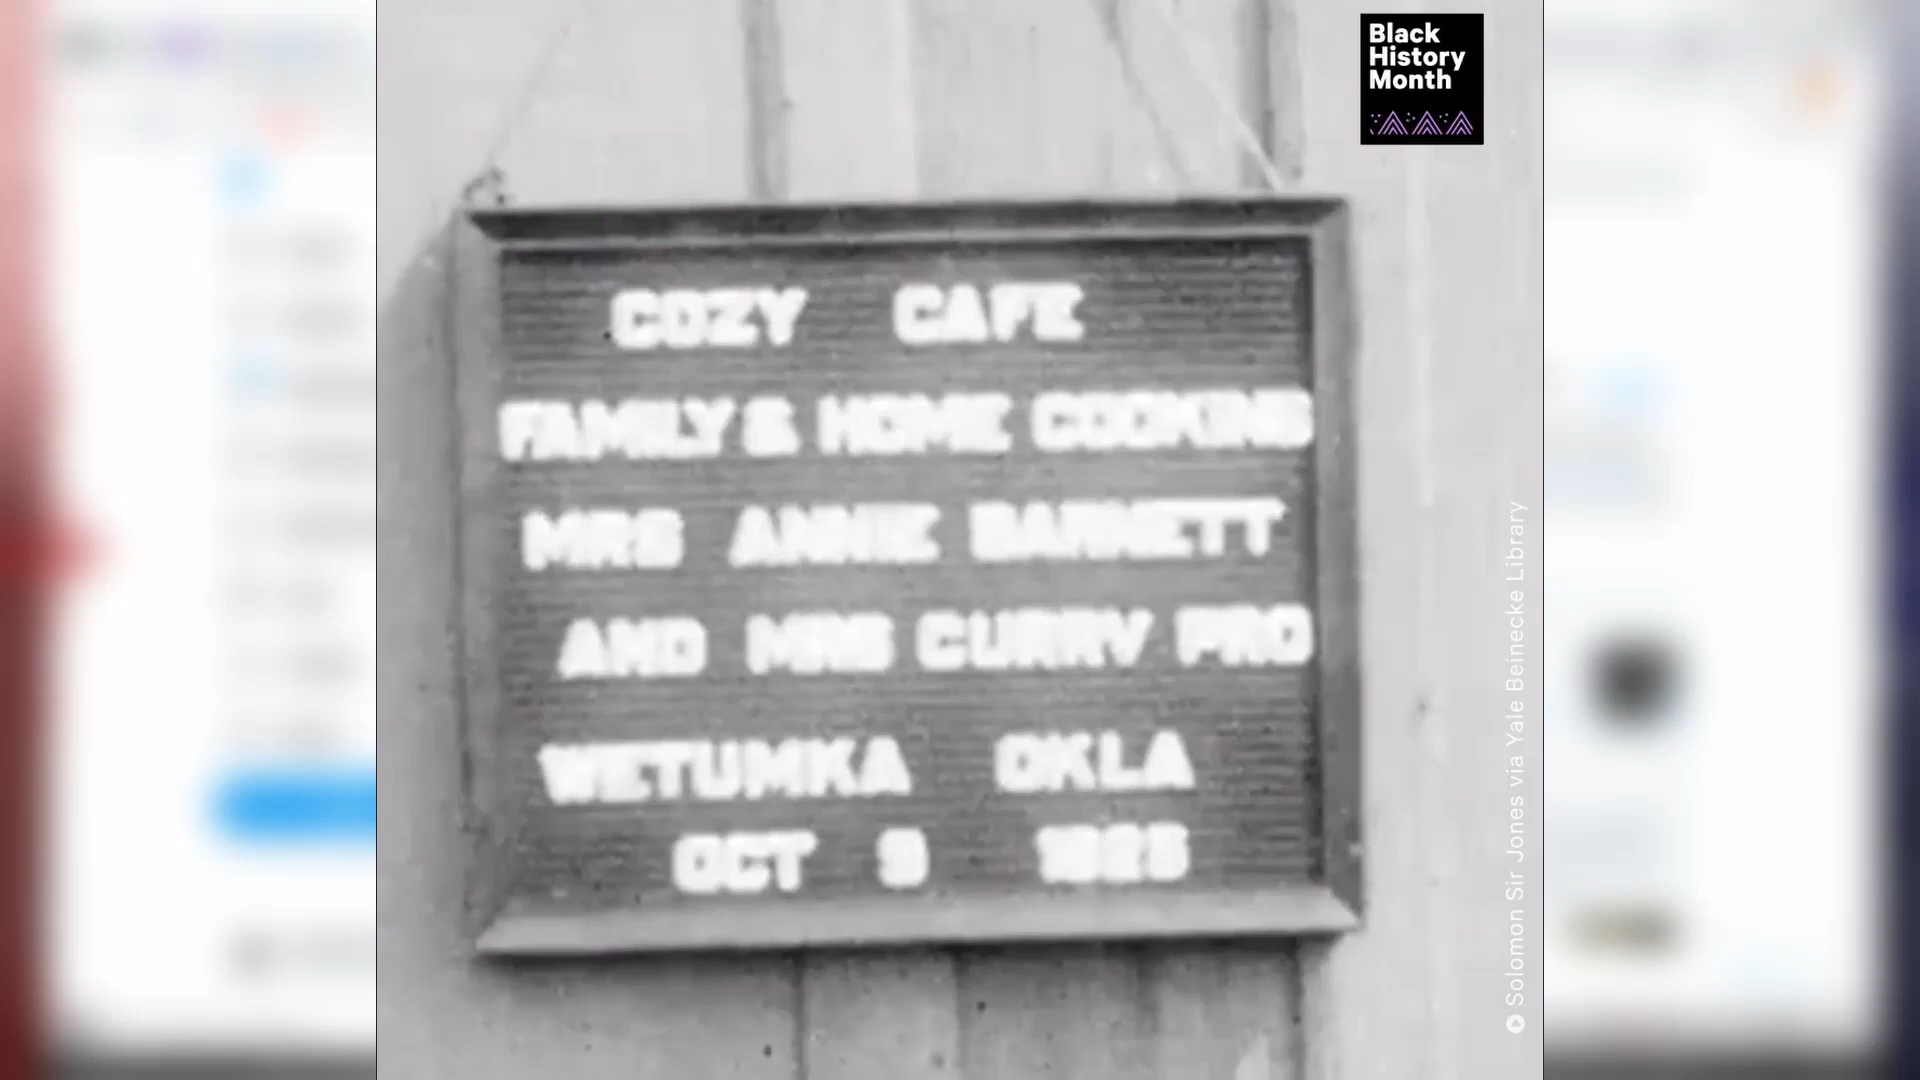 Black
History
Month
COZY CAFE
FAMILY & HOME COOKING
MRS ANNIE BARNETT
AND MRS CURRY PRO
WETUMKA OKLA
OCT 9 1925
Solomon Sir Jones via Yale Beinecke Library